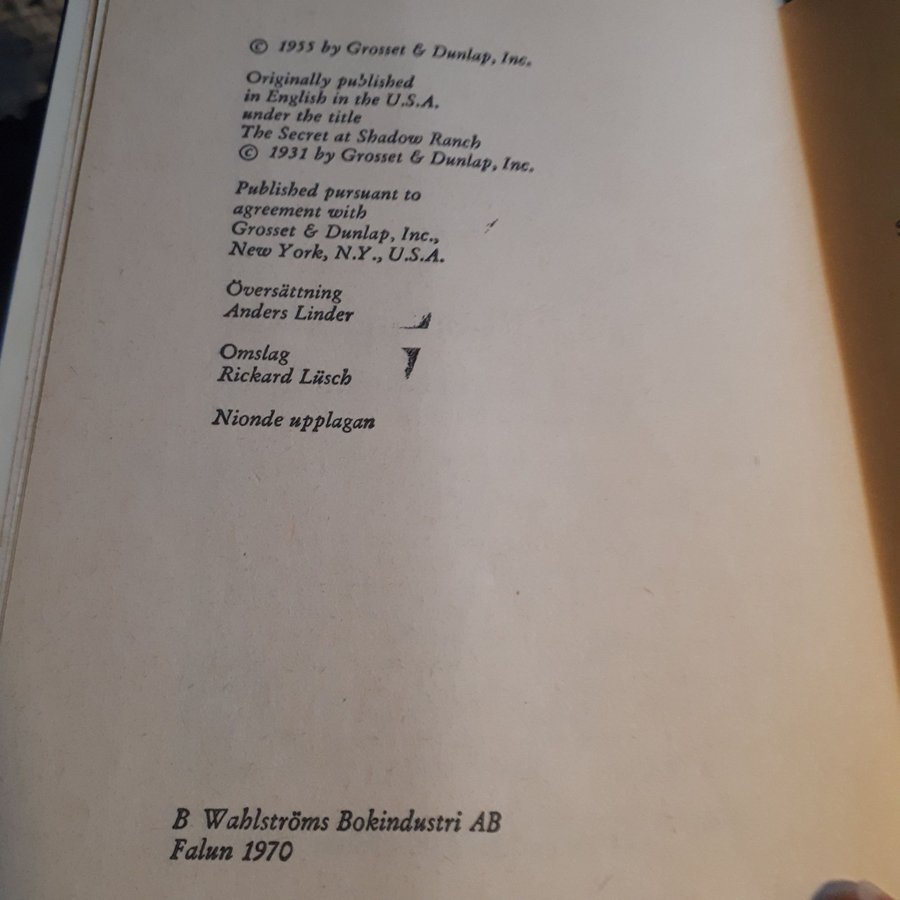 © 1955 by Grosset & Dunlap, Inc.
Originally published
in English in the U.S.A.
under the title
The Secret at Shadow Ranch
© 1931 by Grosset & Dunlap, Inc.
Published pursuant to
agreement with
Grosset & Dunlap, Inc.,
New York, N.Y., U.S.A.
Översättning
Anders Linder
Omslag
Rickard Lüsch
Nionde upplagan
B Wahlströms Bokindustri AB
Falun 1970